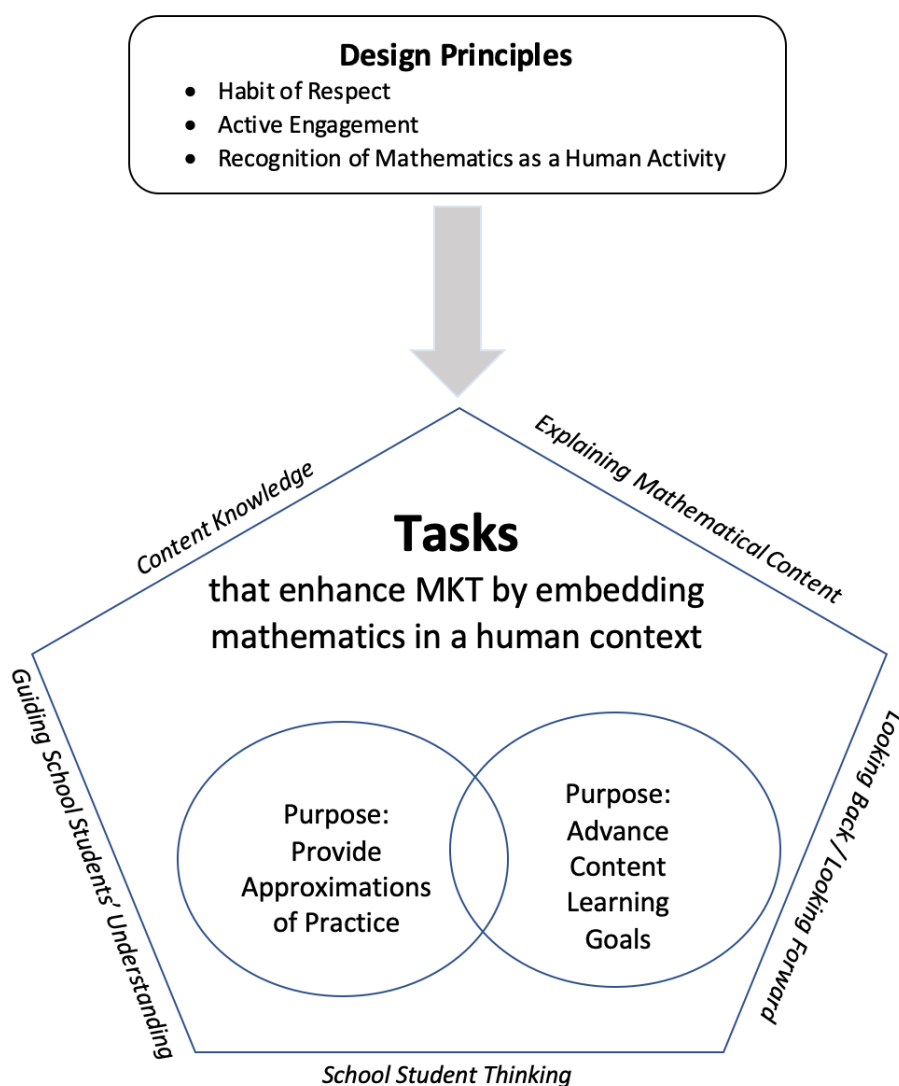 Design Principles
• Habit of Respect
• Active Engagement
• Recognition of Mathematics as a Human Activity
Content Knowledge
Explaining Mathematical Content
Tasks
that enhance MKT by embedding
mathematics in a human context
Guiding School Students' Understanding
Looking Back / Looking Forward
Purpose:
Provide
Approximations
of Practice
Purpose:
Advance
Content
Learning
Goals
School Student Thinking